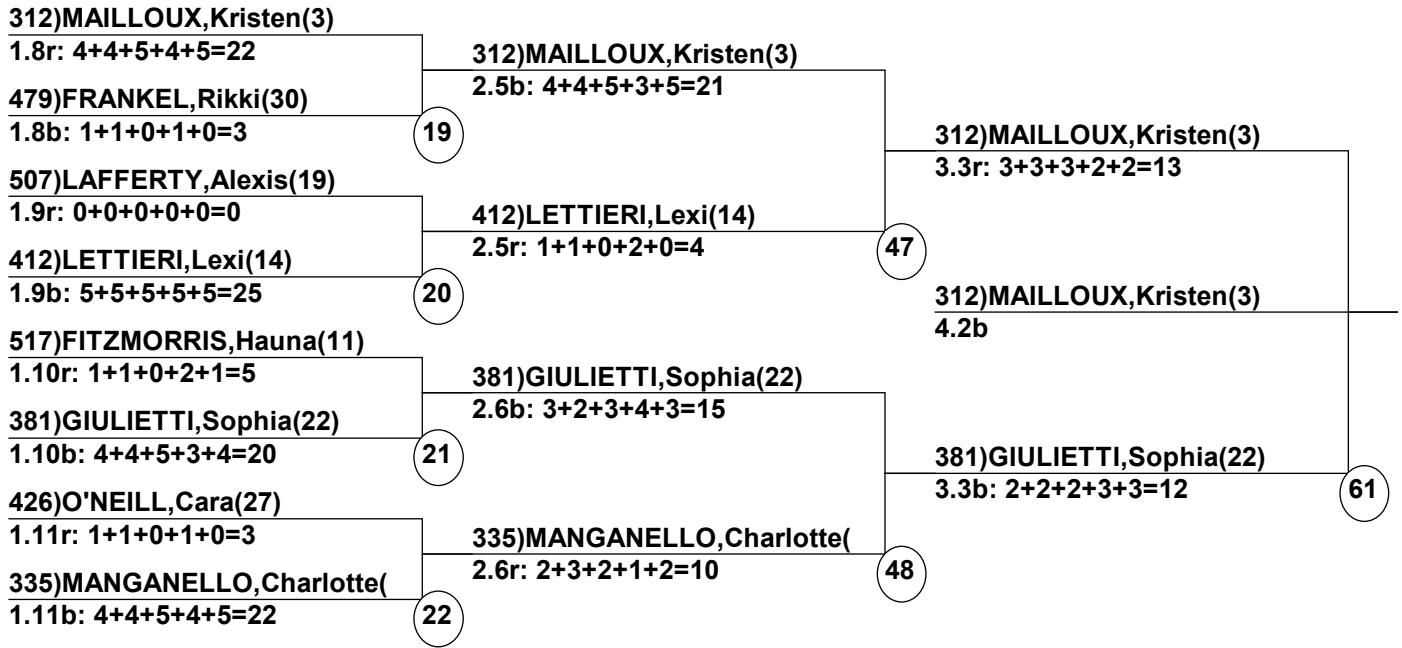 312)MAILLOUX,Kristen(3)
1.8r: 4+4+5+4+5=22
479)FRANKEL,Rikki(30)
1.8b: 1+1+0+1+0=3
19
507)LAFFERTY,Alexis(19)
1.9r: 0+0+0+0+0=0
412)LETTIERI,Lexi(14)
1.9b: 5+5+5+5+5=25
20
517)FITZMORRIS,Hauna(11)
1.10r: 1+1+0+2+1=5
381)GIULIETTI,Sophia(22)
1.10b: 4+4+5+3+4=20
21
426)O'NEILL,Cara(27)
1.11r: 1+1+0+1+0=3
335)MANGANELLO,Charlotte(
1.11b: 4+4+5+4+5=22
22
312)MAILLOUX,Kristen(3)
2.5b: 4+4+5+3+5=21
412)LETTIERI,Lexi(14)
2.5r: 1+1+0+2+0=4
47
381)GIULIETTI,Sophia(22)
2.6b: 3+2+3+4+3=15
335)MANGANELLO,Charlotte(
2.6r: 2+3+2+1+2=10
48
312)MAILLOUX,Kristen(3)
3.3r: 3+3+3+2+2=13
312)MAILLOUX,Kristen(3)
4.2b
381)GIULIETTI,Sophia(22)
3.3b: 2+2+2+3+3=12
61